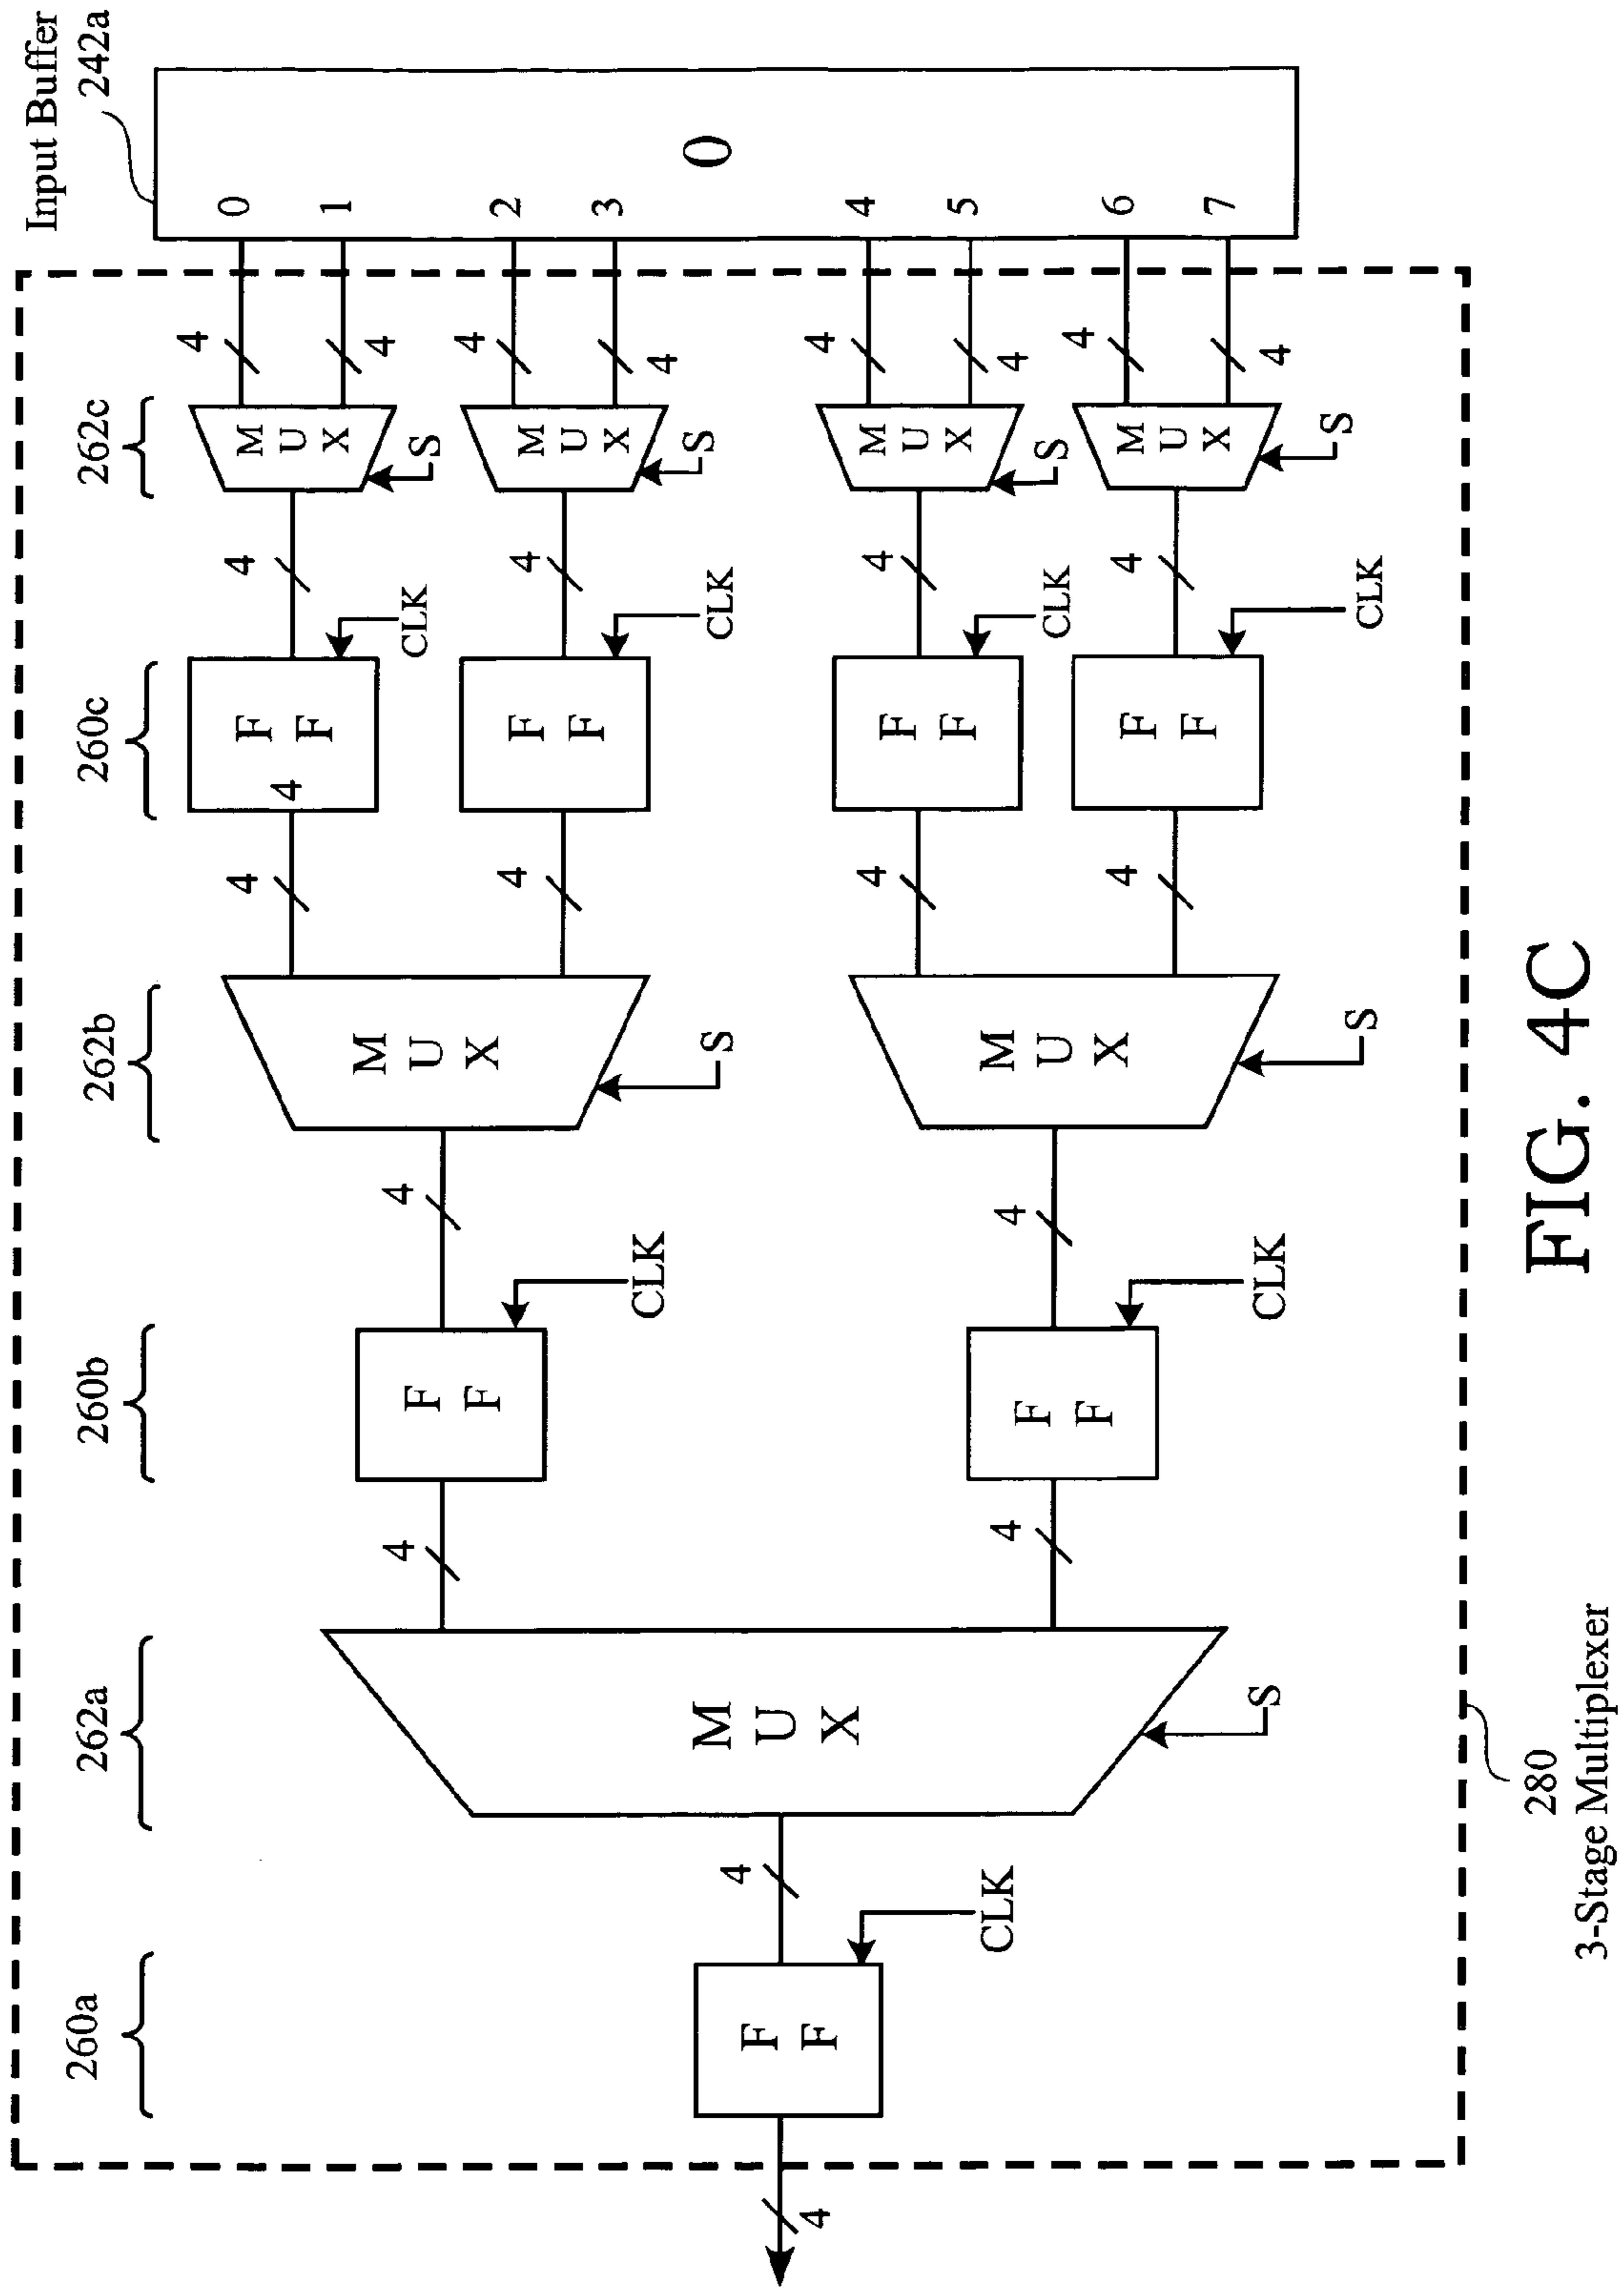 Input Buffer
242a
0
0
1
2
3
4
5
6
7
4
4
4
4
4
4
4
4
262c
M
U
X
S
M
U
X
S
M
U
X
S
M
U
X
S
4
4
4
4
CLK
CLK
CLK
CLK
260c
F
F
4
F
F
F
F
F
F
4
4
4
4
262b
M
U
X
S
M
U
X
S
4
4
CLK
CLK
260b
F
F
F
F
4
4
262a
M
U
X
S
4
CLK
260a
F
F
4
280
3-Stage Multiplexer
FIG. 4C